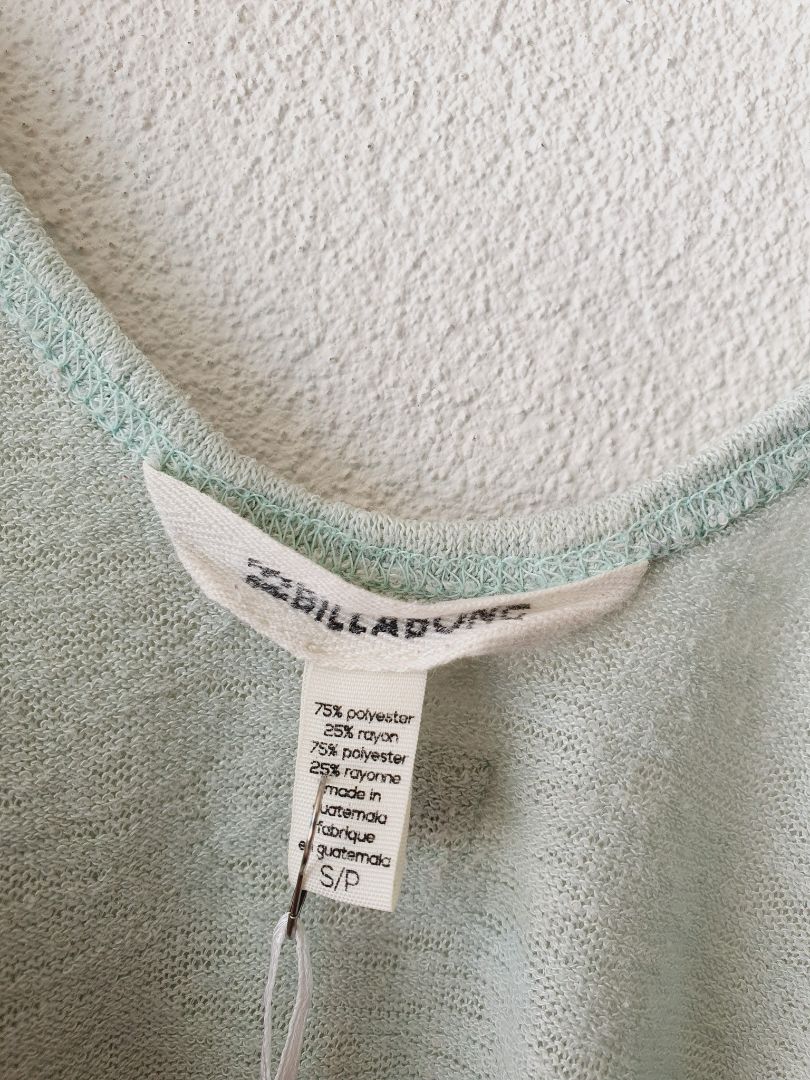 BILLABONG
75% polyester
25% rayon
75% polyester
25% rayonne
made in
guatemala
fabrique
en guatemala
S/P